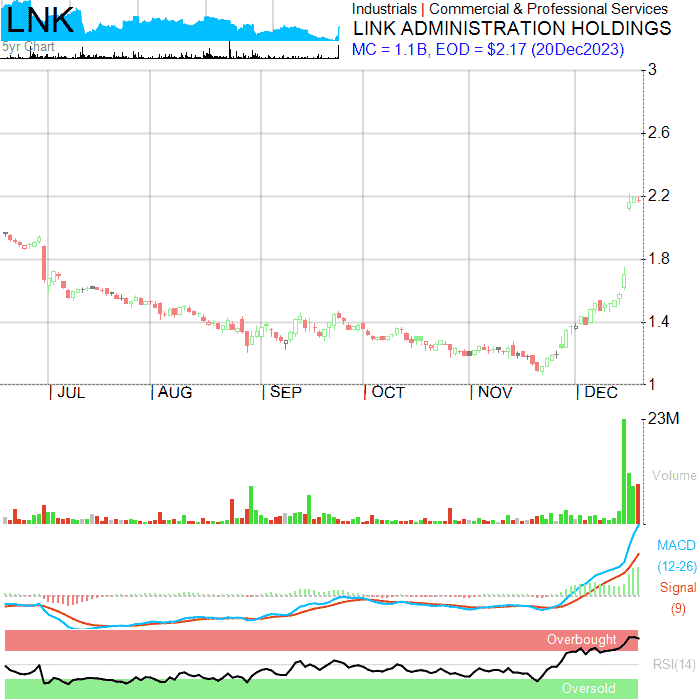 LNK
5yr Chart
Industrials | Commercial & Professional Services
LINK ADMINISTRATION HOLDINGS
MC = 1.1B, EOD = $2.17 (20Dec2023)
3
2.6
2.2
1.8
1.4
1
JUL AUG SEP OCT NOV DEC
23M
Volume
MACD
(12-26)
Signal
(9)
Overbought
RSI(14)
Oversold